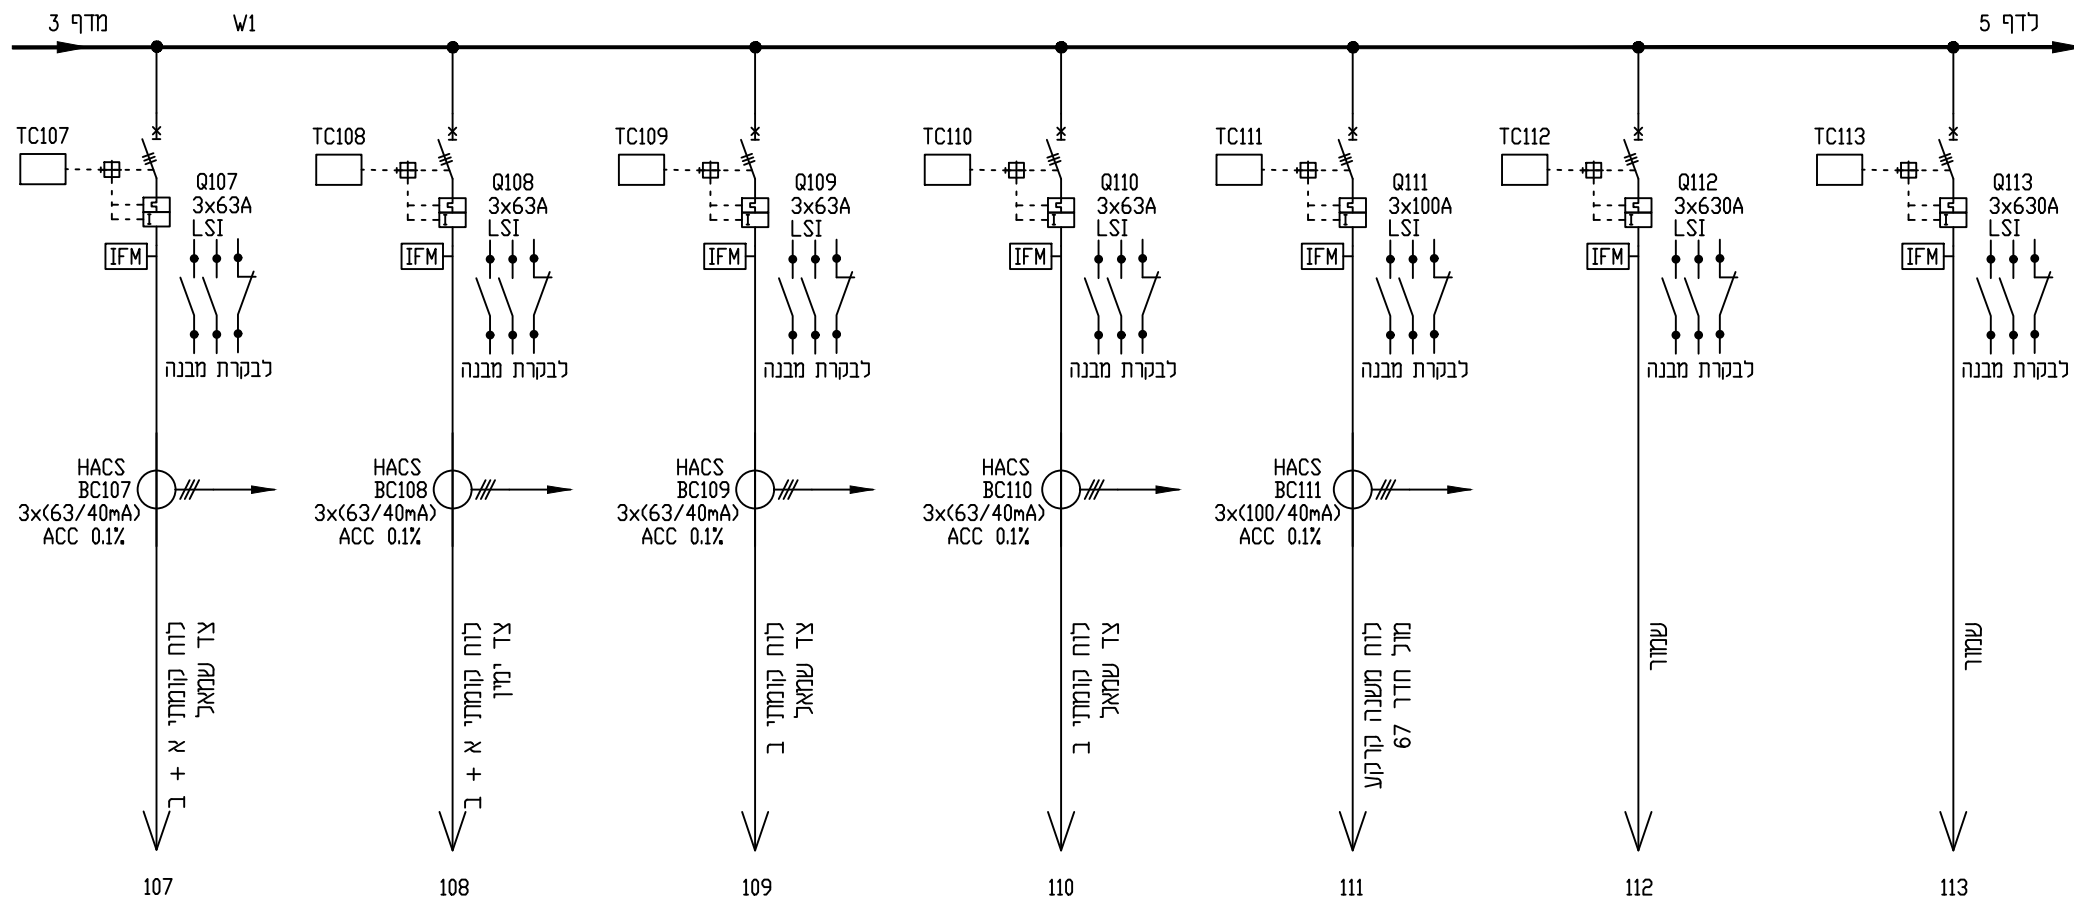 מדף 3
W1
לדף 5
TC107
Q107
3x63A
LSI
IFM
לבקרת מבנה
HACS
BC107
3x(63/40mA)
ACC 0.1%
לוח קומתי א + ב
צד שמאל
107
TC108
Q108
3x63A
LSI
IFM
לבקרת מבנה
HACS
BC108
3x(63/40mA)
ACC 0.1%
לוח קומתי א + ב
צד ימין
108
TC109
Q109
3x63A
LSI
IFM
לבקרת מבנה
HACS
BC109
3x(63/40mA)
ACC 0.1%
לוח קומתי ב
צד שמאל
109
TC110
Q110
3x63A
LSI
IFM
לבקרת מבנה
HACS
BC110
3x(63/40mA)
ACC 0.1%
לוח קומתי ב
צד שמאל
110
TC111
Q111
3x100A
LSI
IFM
לבקרת מבנה
HACS
BC111
3x(100/40mA)
ACC 0.1%
לוח משנה קרקע
מול חדר 67
111
TC112
Q112
3x630A
LSI
IFM
לבקרת מבנה
שמור
112
TC113
Q113
3x630A
LSI
IFM
לבקרת מבנה
שמור
113